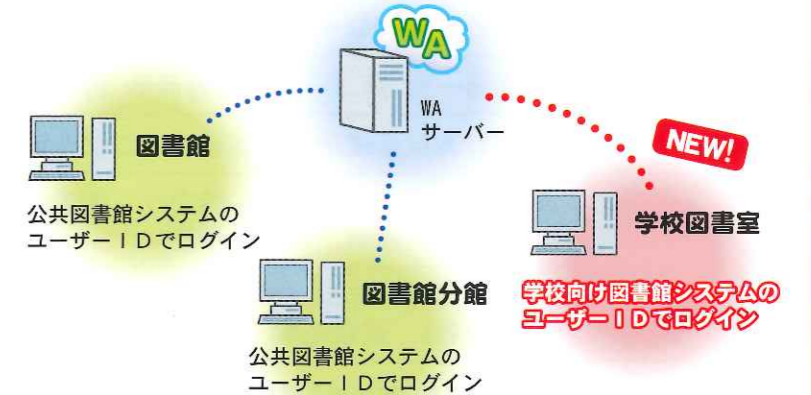 WA
WA
サーバー
NEW!
図書館
公共図書館システムの
ユーザーIDでログイン
学校図書室
学校向け図書館システムの
ユーザーIDでログイン
図書館分館
公共図書館システムの
ユーザーIDでログイン